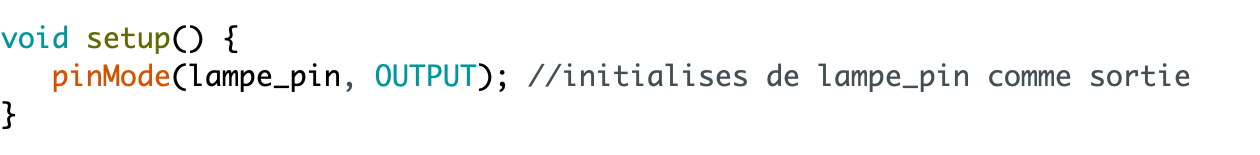 void setup() {
   pinMode(lampe_pin, OUTPUT); //initialises de lampe_pin comme sortie
}